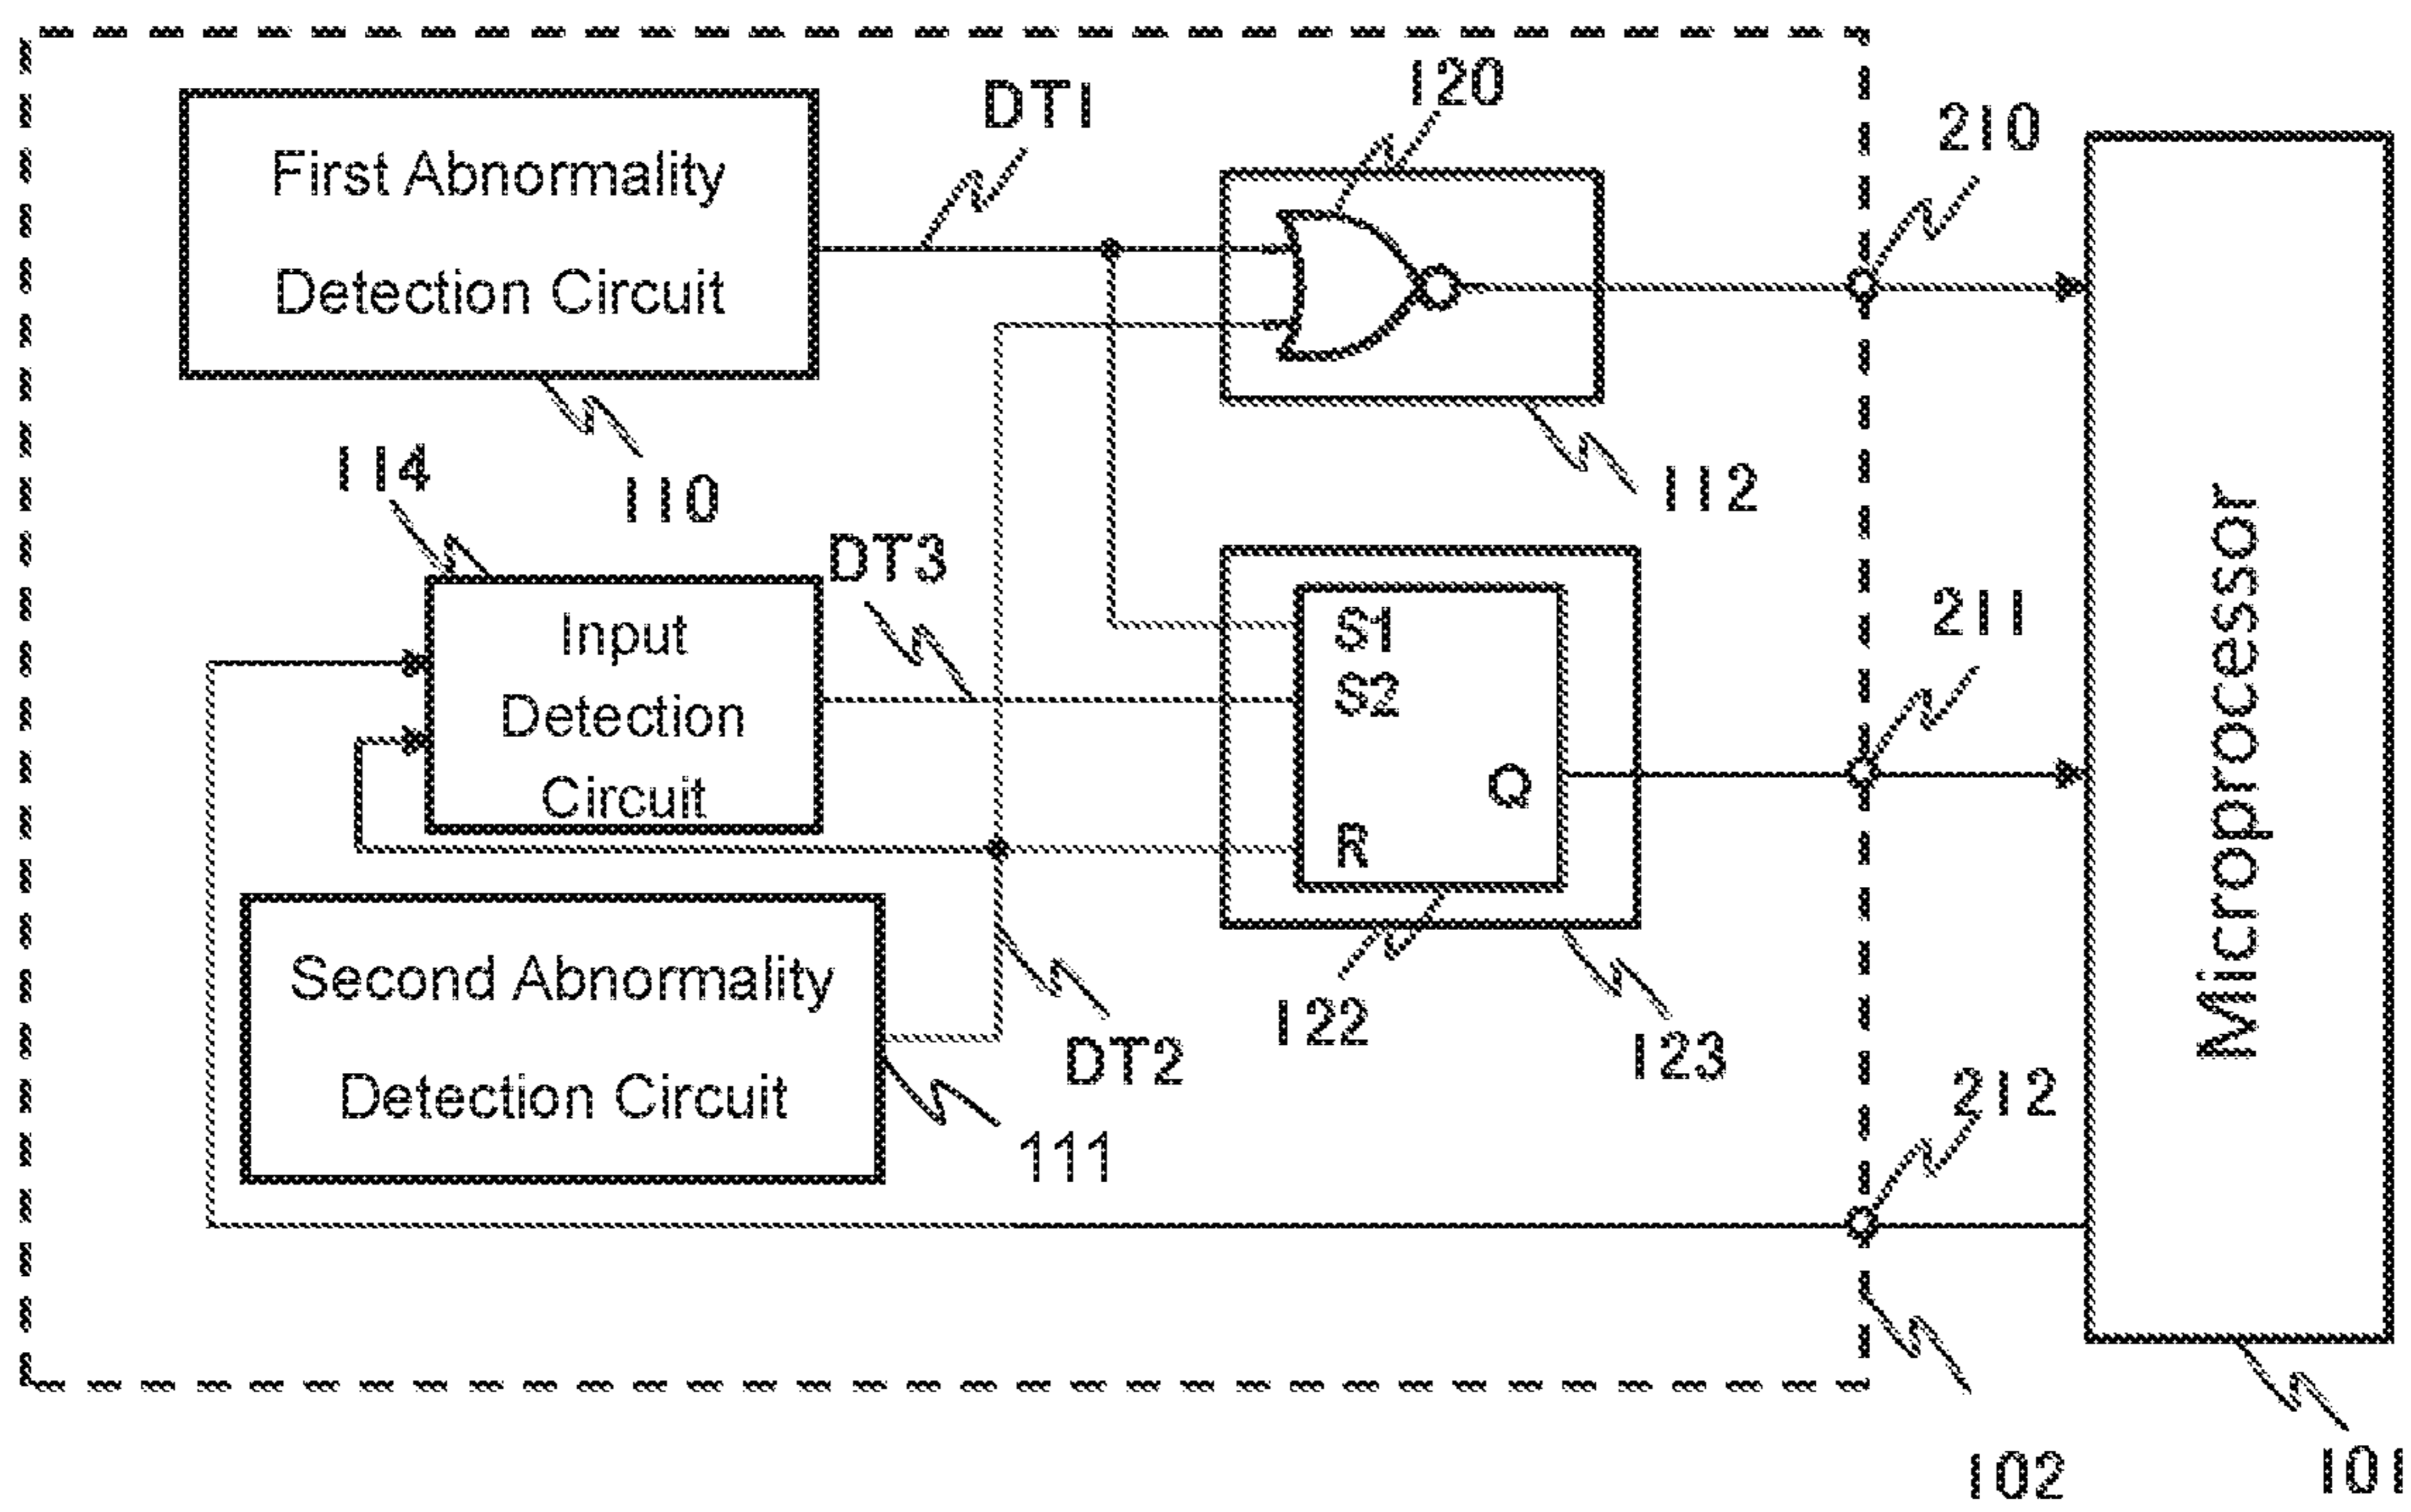 120
DT1
210
First Abnormality
Detection Circuit
114
110
112
DT3
211
Input
Detection
Circuit
S1
S2
Q
R
Microprocessor
Second Abnormality
Detection Circuit
122
123
DT2
111
212
102
101